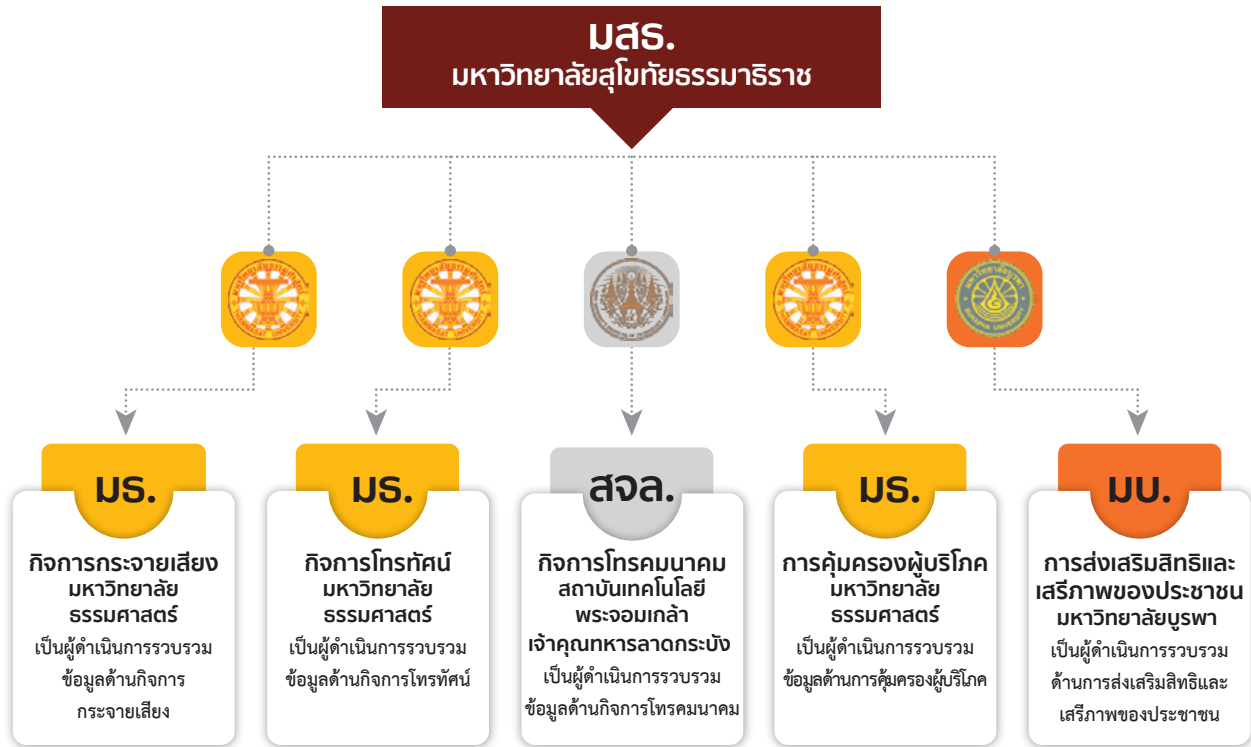 มสธ.
มหาวิทยาลัยสุโขทัยธรรมาธิราช
มธ.
กิจการกระจายเสียง
มหาวิทยาลัย
ธรรมศาสตร์
เป็นผู้ดำเนินการรวบรวม
ข้อมูลด้านกิจการ
กระจายเสียง
มธ.
กิจการโทรทัศน์
มหาวิทยาลัย
ธรรมศาสตร์
เป็นผู้ดำเนินการรวบรวม
ข้อมูลด้านกิจการโทรทัศน์
สจล.
กิจการโทรคมนาคม
สถาบันเทคโนโลยี
พระจอมเกล้า
เจ้าคุณทหารลาดกระบัง
เป็นผู้ดำเนินการรวบรวม
ข้อมูลด้านกิจการโทรคมนาคม
มธ.
การคุ้มครองผู้บริโภค
มหาวิทยาลัย
ธรรมศาสตร์
เป็นผู้ดำเนินการรวบรวม
ข้อมูลด้านการคุ้มครองผู้บริโภค
มบ.
การส่งเสริมสิทธิและ
เสรีภาพของประชาชน
มหาวิทยาลัยบูรพา
เป็นผู้ดำเนินการรวบรวม
ด้านการส่งเสริมสิทธิและ
เสรีภาพของประชาชน